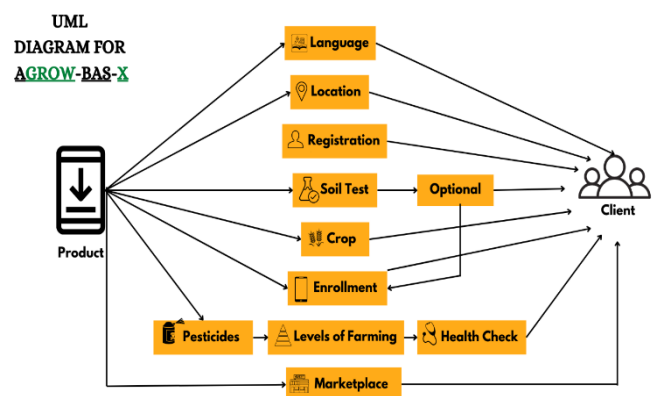 UML
DIAGRAM FOR
AGROW-BAS-X
Language
Location
Registration
Soil Test
Optional
Client
Product
Crop
Enrollment
Pesticides
Levels of Farming
Health Check
Marketplace